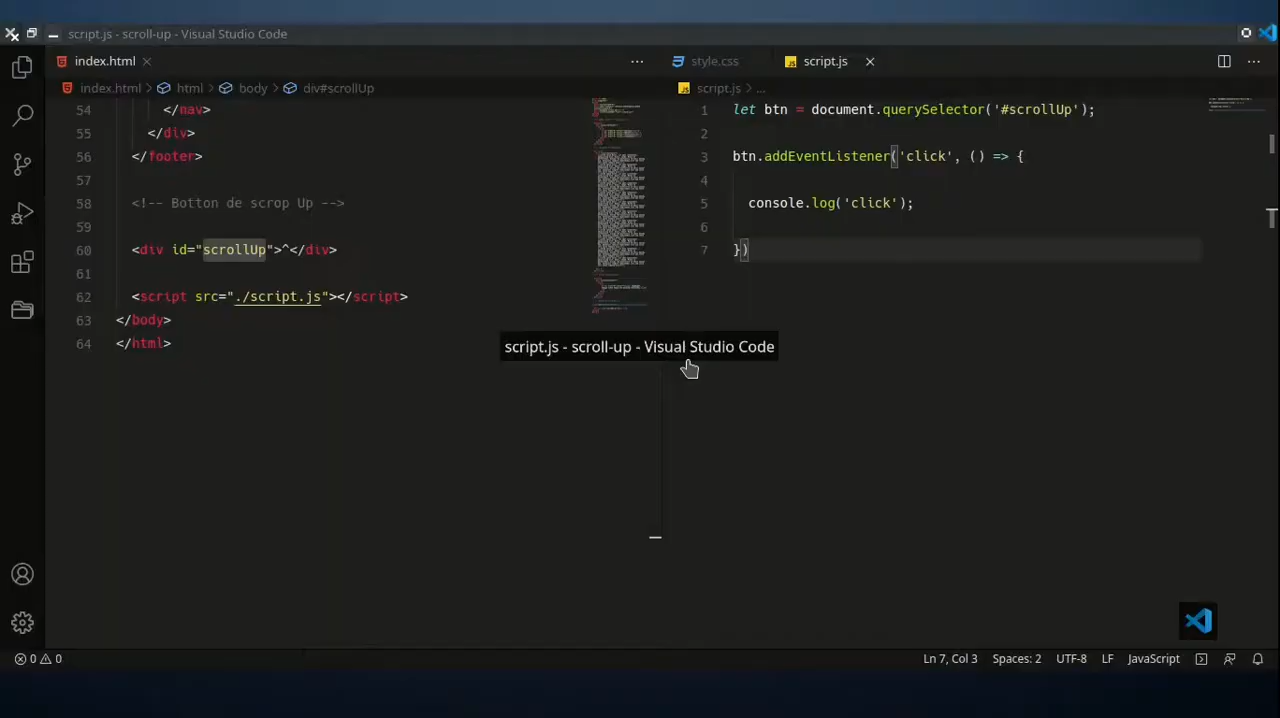 script.js - scroll-up - Visual Studio Code
index.html
index.html > html > body > div#scrollUp
54 </nav>
55 </div>
56 </footer>
57
58 <!-- Botton de scrop Up -->
59
60 <div id="scrollUp">^</div>
61
62 <script src="./script.js"></script>
63 </body>
64 </html>
style.css
script.js
script.js > ...
1 let btn = document.querySelector('#scrollUp');
2
3 btn.addEventListener('click', () => {
4
5 console.log('click');
6
7 })
script.js - scroll-up - Visual Studio Code
0 0
Ln 7, Col 3
Spaces: 2
UTF-8
LF
JavaScript